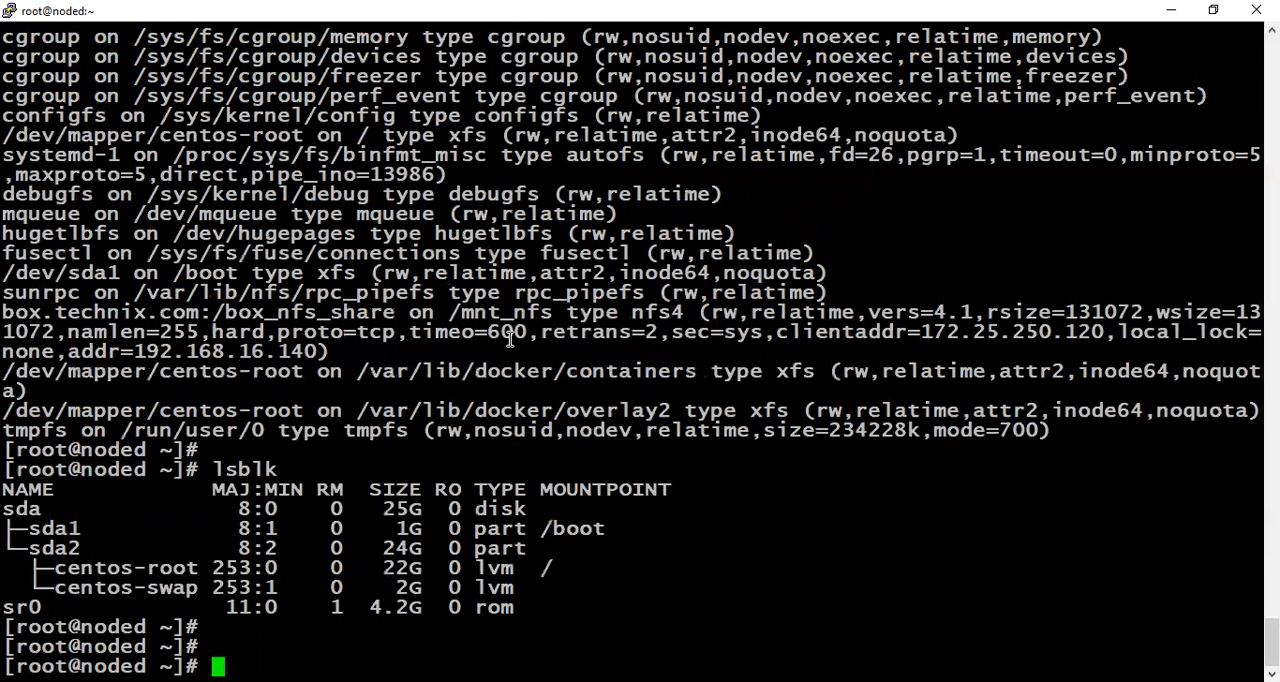 root@noded:~
cgroup on /sys/fs/cgroup/memory type cgroup (rw,nosuid,nodev,noexec,relatime,memory)
cgroup on /sys/fs/cgroup/devices type cgroup (rw,nosuid,nodev,noexec,relatime,devices)
cgroup on /sys/fs/cgroup/freezer type cgroup (rw,nosuid,nodev,noexec,relatime,freezer)
cgroup on /sys/fs/cgroup/perf_event type cgroup (rw,nosuid,nodev,noexec,relatime,perf_event)
configfs on /sys/kernel/config type configfs (rw,relatime)
/dev/mapper/centos-root on / type xfs (rw,relatime,attr2,inode64,noquota)
systemd-1 on /proc/sys/fs/binfmt_misc type autofs (rw,relatime,fd=26,pgrp=1,timeout=0,minproto=5
,maxproto=5,direct,pipe_ino=13986)
debugfs on /sys/kernel/debug type debugfs (rw,relatime)
mqueue on /dev/mqueue type mqueue (rw,relatime)
hugetlbfs on /dev/hugepages type hugetlbfs (rw,relatime)
fusectl on /sys/fs/fuse/connections type fusectl (rw,relatime)
/dev/sda1 on /boot type xfs (rw,relatime,attr2,inode64,noquota)
sunrpc on /var/lib/nfs/rpc_pipefs type rpc_pipefs (rw,relatime)
box.technix.com:/box_nfs_share on /mnt_nfs type nfs4 (rw,relatime,vers=4.1,rsize=131072,wsize=13
1072,namlen=255,hard,proto=tcp,timeo=600,retrans=2,sec=sys,clientaddr=172.25.250.120,local_lock=
none,addr=192.168.16.140)
/dev/mapper/centos-root on /var/lib/docker/containers type xfs (rw,relatime,attr2,inode64,noquot
a)
/dev/mapper/centos-root on /var/lib/docker/overlay2 type xfs (rw,relatime,attr2,inode64,noquota)
tmpfs on /run/user/0 type tmpfs (rw,nosuid,nodev,relatime,size=234228k,mode=700)
[root@noded ~]#
[root@noded ~]# lsblk
NAME            MAJ:MIN RM   SIZE RO TYPE MOUNTPOINT
sda               8:0    0    25G  0 disk
├─sda1            8:1    0     1G  0 part /boot
└─sda2            8:2    0    24G  0 part
  ├─centos-root 253:0    0    22G  0 lvm  /
  └─centos-swap 253:1    0     2G  0 lvm
sr0              11:0    1   4.2G  0 rom
[root@noded ~]#
[root@noded ~]#
[root@noded ~]#